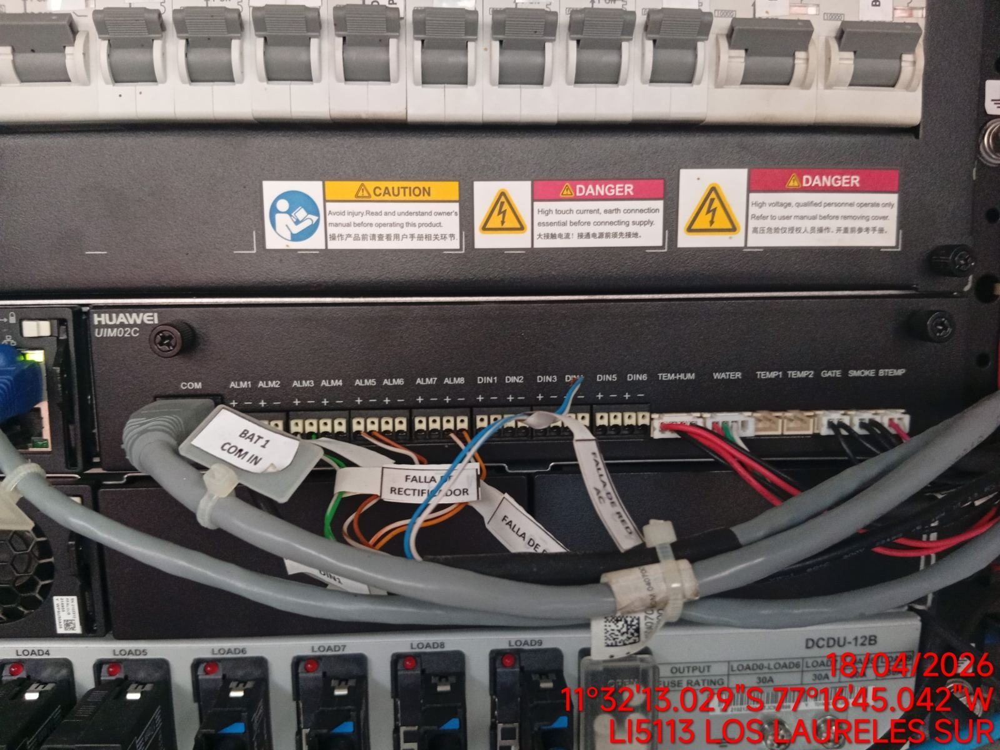 10000
10000
CAUTION
Avoid injury.Read and understand owner's
manual before operating this product.
操作产品前请查看用户手册相关环节.
DANGER
High touch current, earth connection
essential before connecting supply.
大接触电流！接通电源前须先接地。
DANGER
High voltage, qualified personnel operate only.
Refer to user manual before removing cover.
高压危险仅授权人员操作、开盖前参考手册。
HUAWEI
UIM02C
COM ALM1 ALM2 ALM3 ALM4 ALM5 ALM6 ALM7 ALM8 DIN1 DIN2 DIN3 DIN5 DIN6 TEM-HUM WATER TEMP1 TEMP2 GATE SMOKE BTEMP
BAT 1
COM IN
FALLA DE
RECTIFICADOR
FALLA DE
FALLA DE RED
AC
DIN1
LOAD4 LOAD5 LOAD6 LOAD7 LOAD8 LOAD9
DCDU-12B
OUTPUT LOAD0-LOAD6
FUSE RATING 30A 30A
18/04/2026
11°32'13.029"S 77°16'45.042"W
LI5113 LOS LAURELES SUR